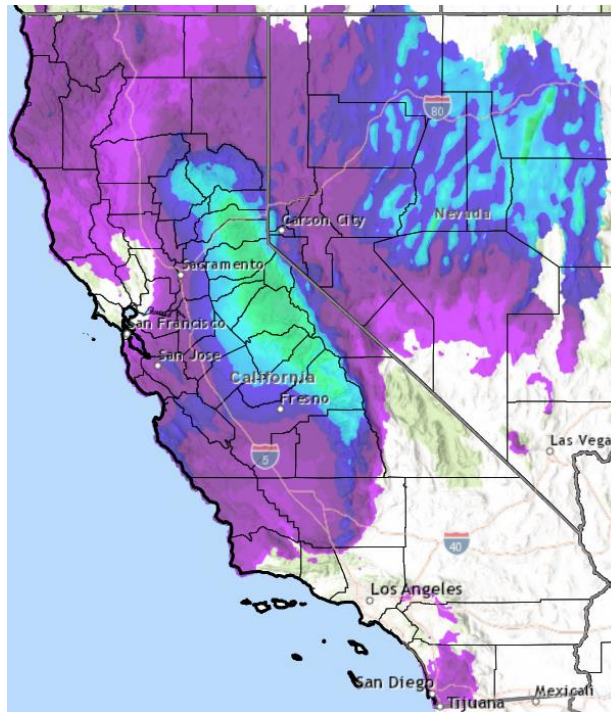 80
Nevada
Carson City
Sacramento
San Francisco
San Jose
California
Fresno
5
Las Vega
40
Los Angeles
San Diego
Tijuana
Mexicali